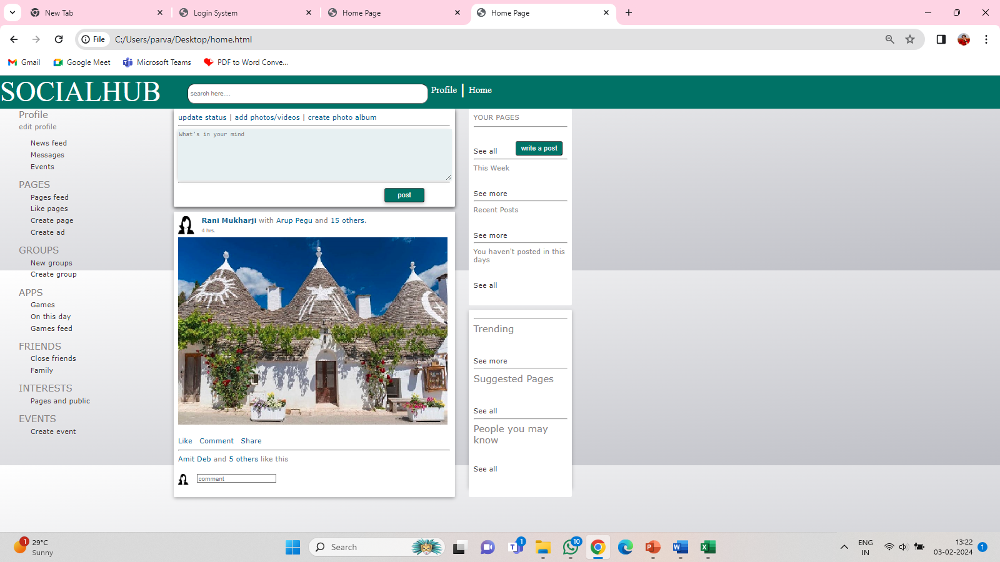 New Tab
Login System
Home Page
Home Page
File
C:/Users/parva/Desktop/home.html
Gmail
Google Meet
Microsoft Teams
PDF to Word Conve...
SOCIALHUB
search here....
Profile | Home
Profile
edit profile
News feed
Messages
Events
PAGES
Pages feed
Like pages
Create page
Create ad
GROUPS
New groups
Create group
APPS
Games
On this day
Games feed
FRIENDS
Close friends
Family
INTERESTS
Pages and public
EVENTS
Create event
update status | add photos/videos | create photo album
What's in your mind
post
Rani Mukharji with Arup Pegu and 15 others.
4 hrs.
Like Comment Share
Amit Deb and 5 others like this
comment
YOUR PAGES
See all
write a post
This Week
See more
Recent Posts
See more
You haven't posted in this
days
See all
Trending
See more
Suggested Pages
See all
People you may
know
See all
1
29°C
Sunny
Search
1
10
ENG
IN
13:22
03-02-2024
1